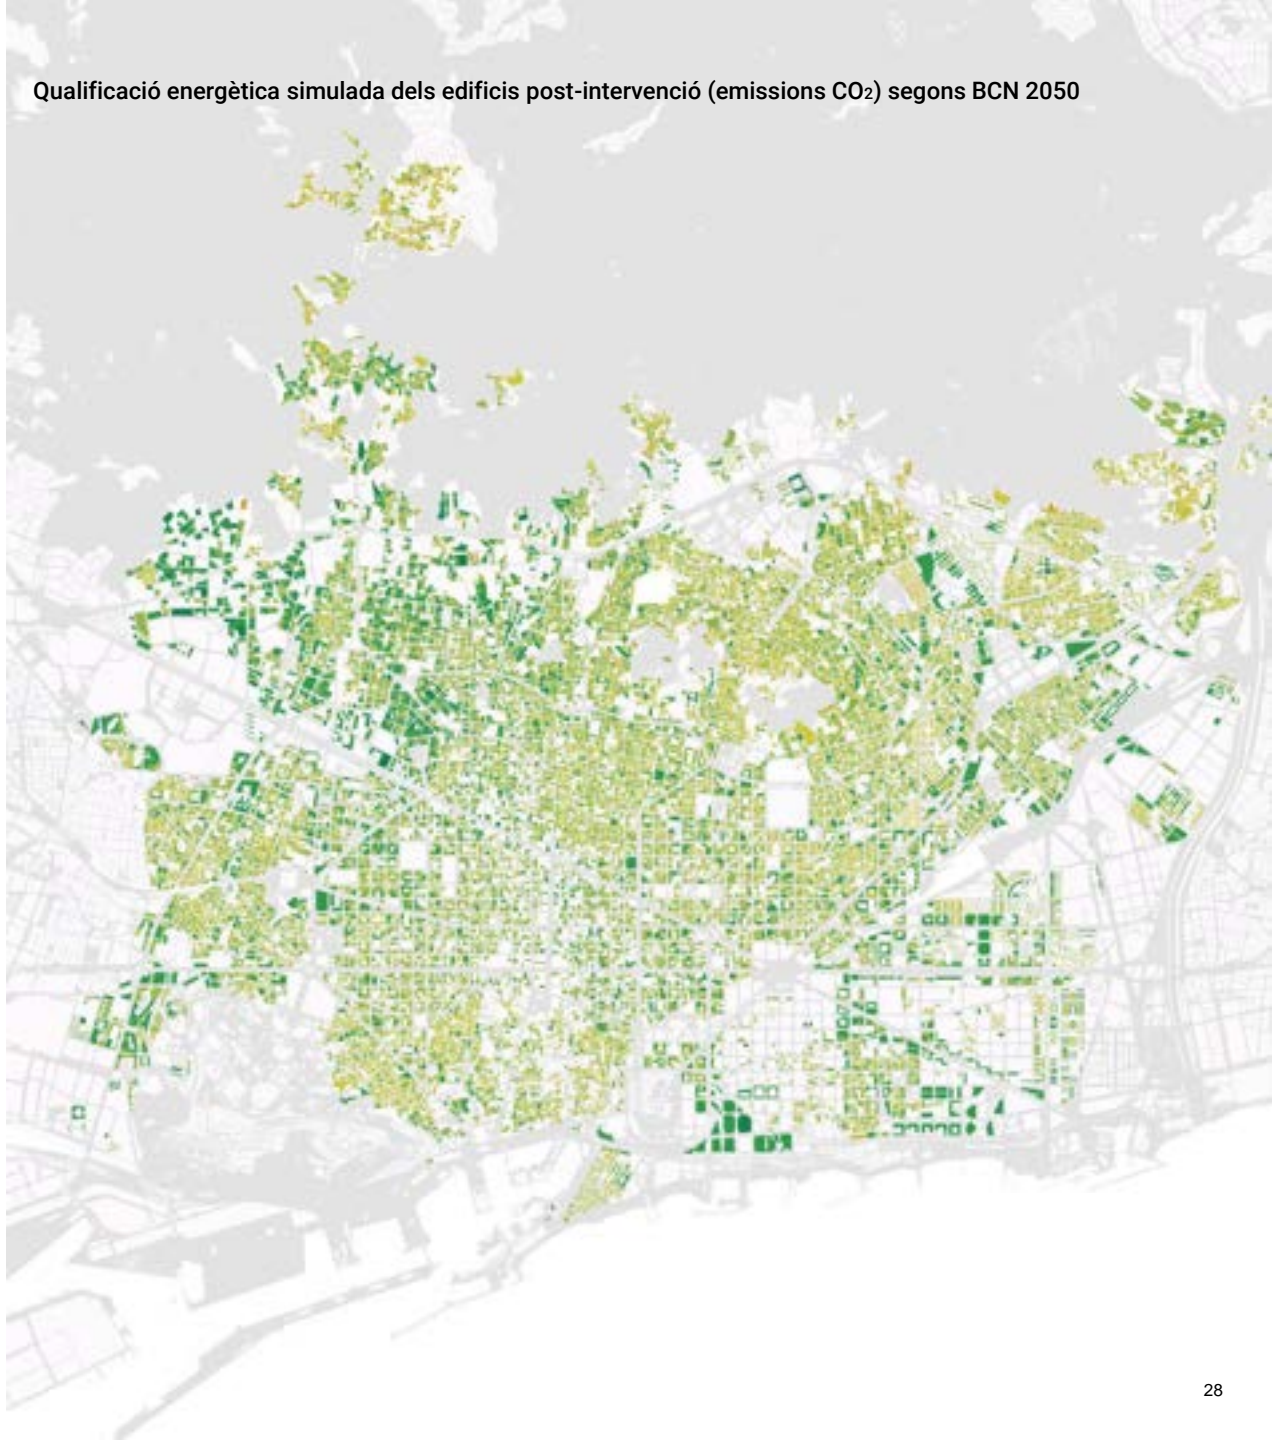 Qualificació energètica simulada dels edificis post-intervenció (emissions CO₂) segons BCN 2050
28